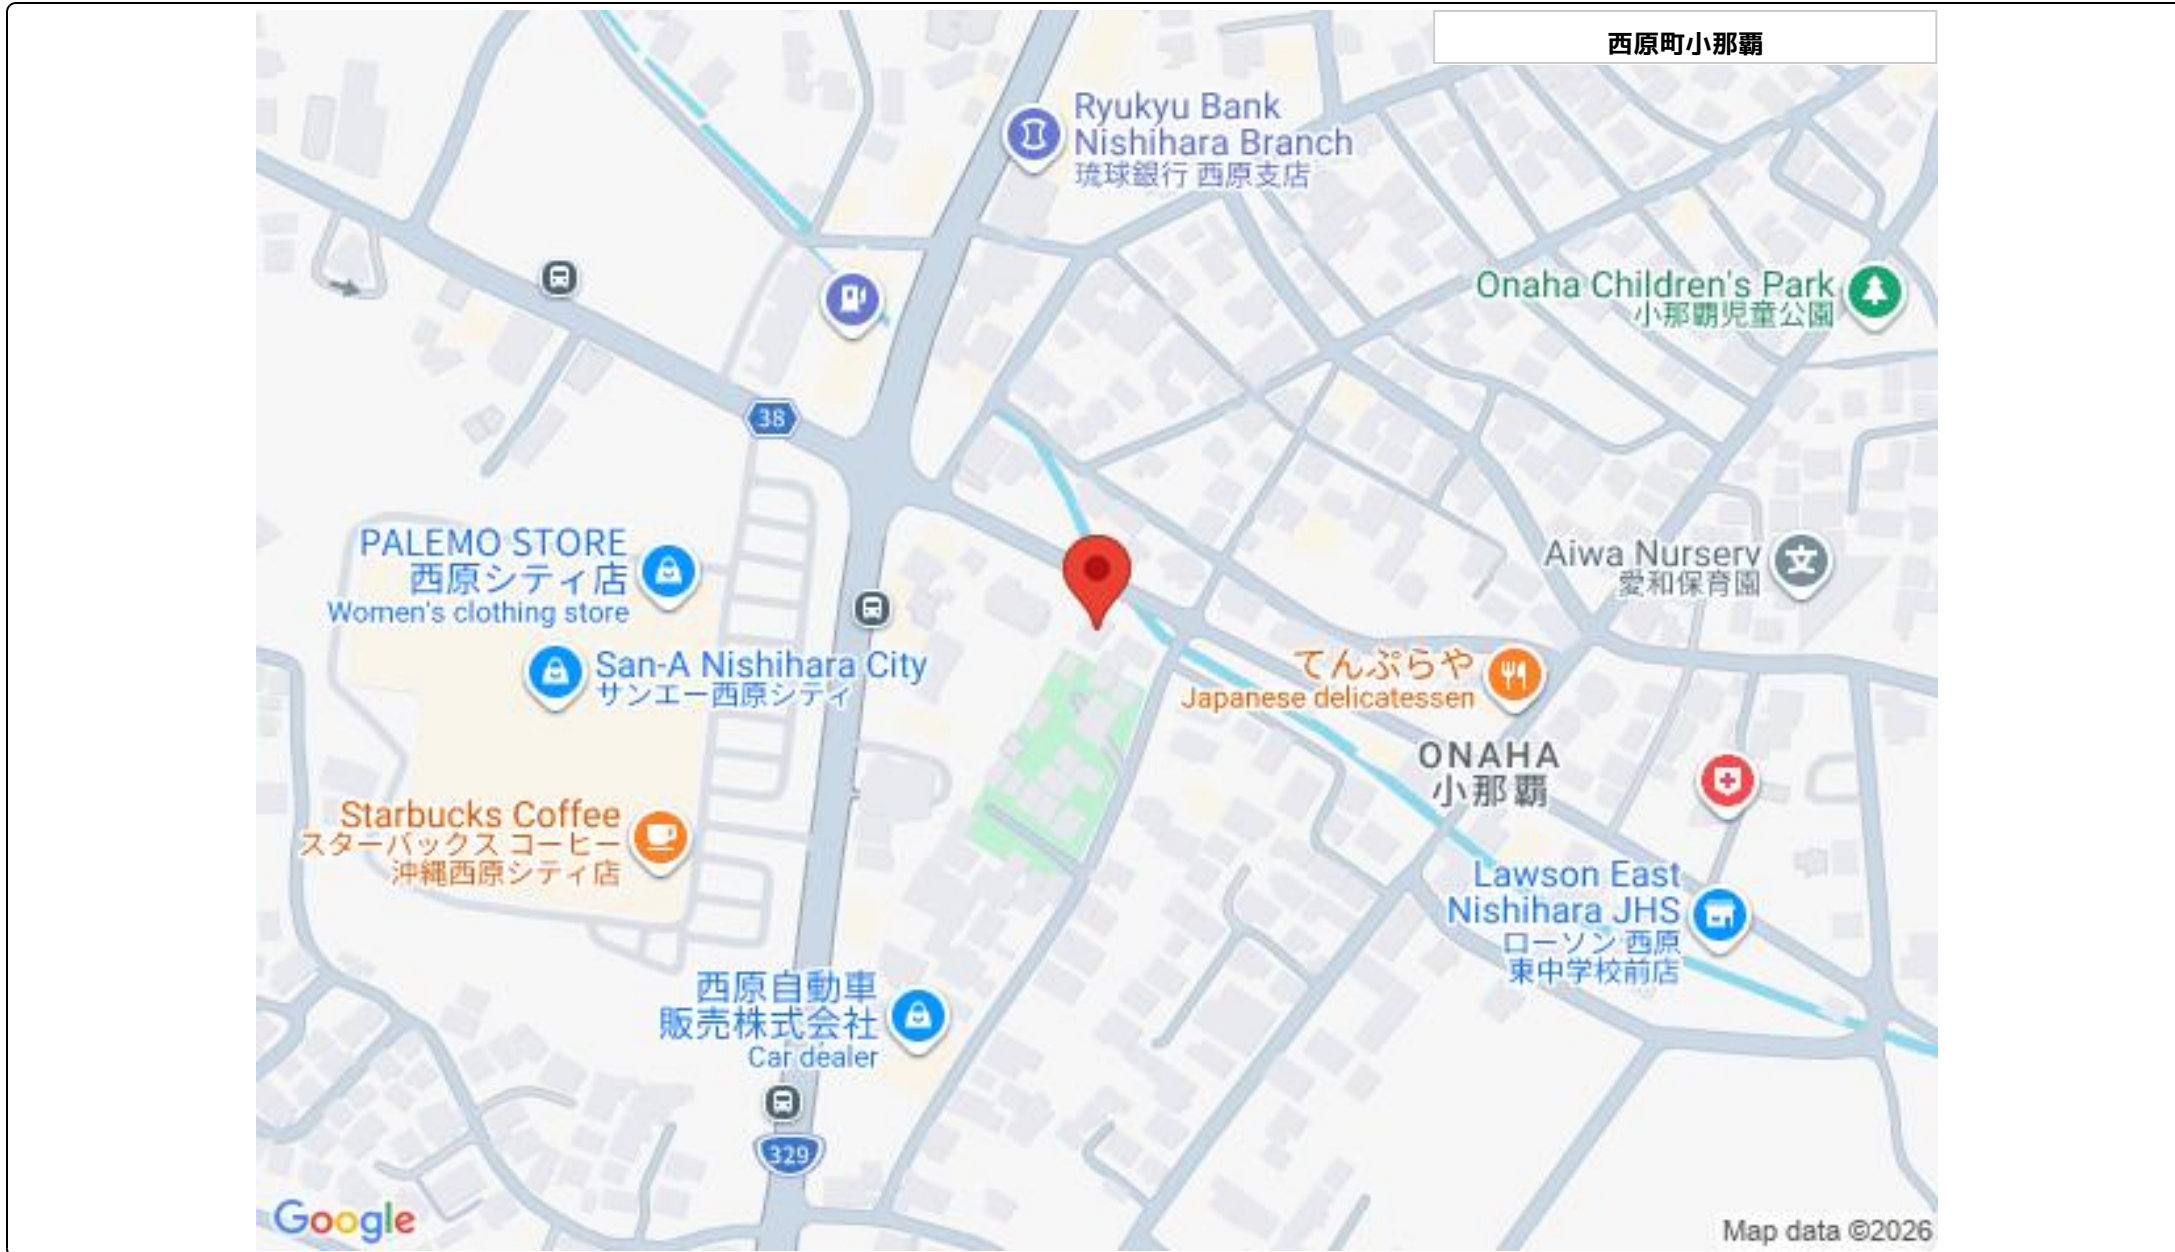 西原町小那覇
Ryukyu Bank
Nishihara Branch
琉球銀行 西原支店
Onaha Children's Park
小那覇児童公園
38
PALEMO STORE
西原シティ店
Women's clothing store
Aiwa Nursery
愛和保育園
San-A Nishihara City
サンエー西原シティ
てんぷらや
Japanese delicatessen
ONAHA
小那覇
Starbucks Coffee
スターバックス コーヒー
沖縄西原シティ店
Lawson East
Nishihara JHS
ローソン 西原
東中学校前店
西原自動車
販売株式会社
Car dealer
329
Google
Map data ©2026